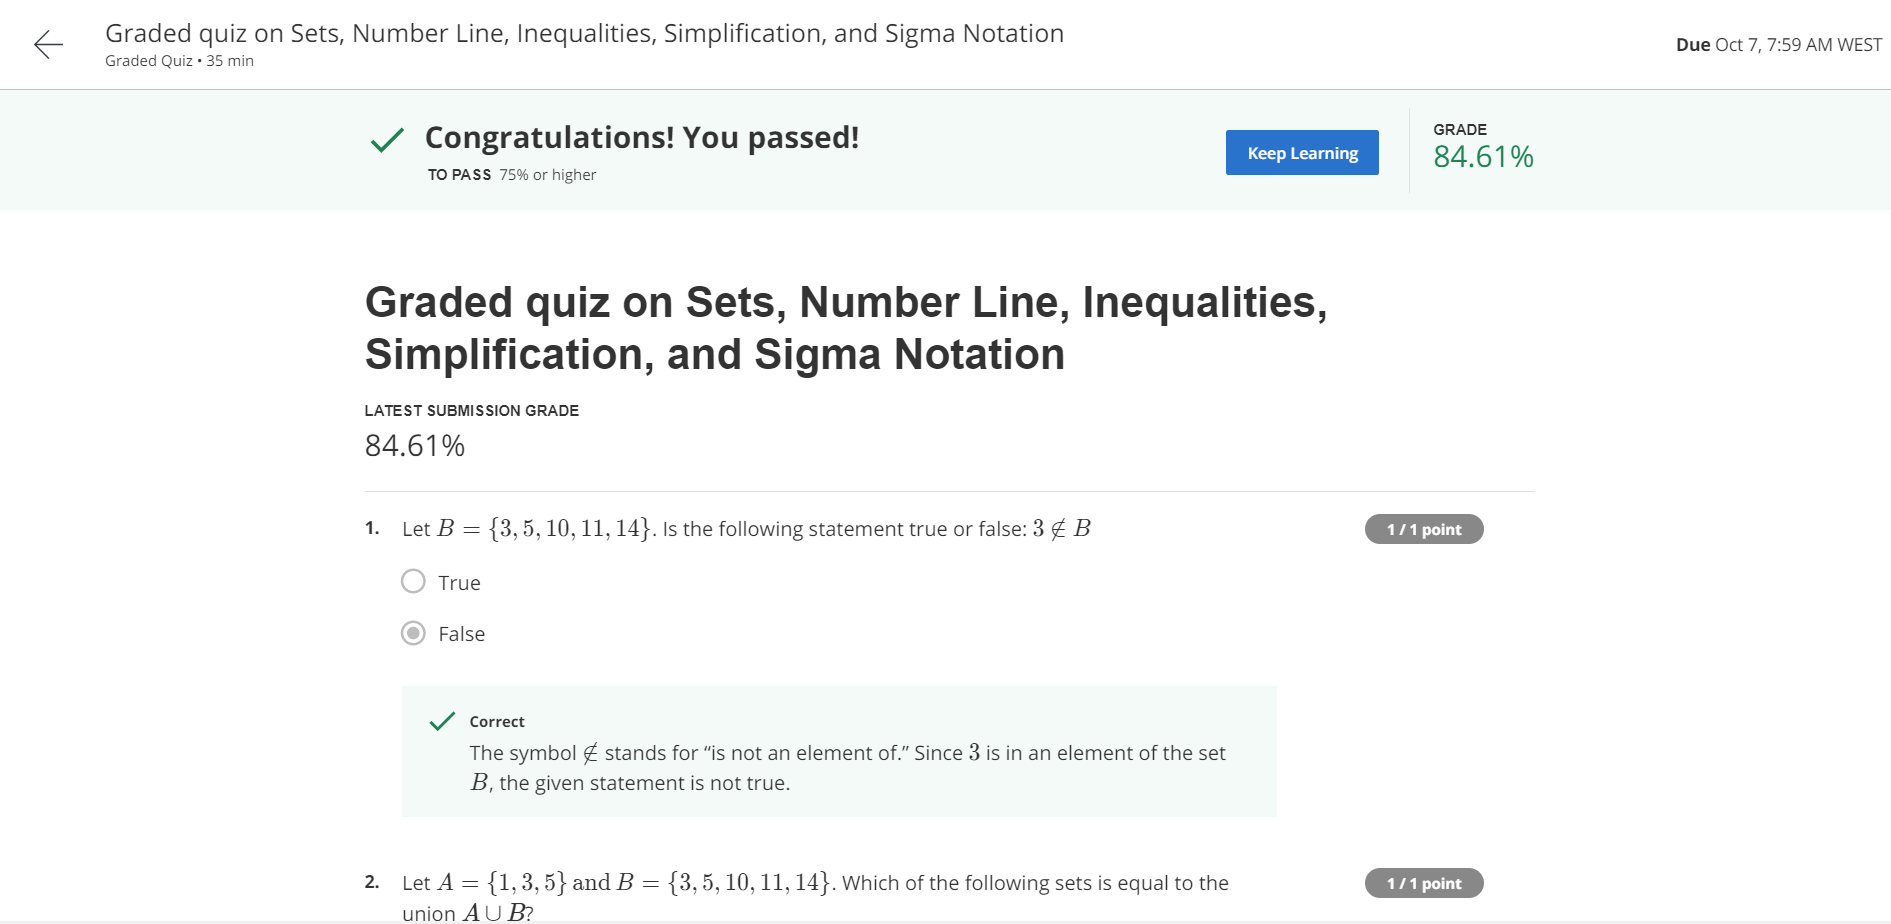 Graded quiz on Sets, Number Line, Inequalities, Simplification, and Sigma Notation
Graded Quiz • 35 min
Due Oct 7, 7:59 AM WEST
Congratulations! You passed!
TO PASS 75% or higher
Keep Learning
GRADE
84.61%
Graded quiz on Sets, Number Line, Inequalities,
Simplification, and Sigma Notation
LATEST SUBMISSION GRADE
84.61%
1. Let B = {3, 5, 10, 11, 14}. Is the following statement true or false: 3 ∉ B
1 / 1 point
True
False
Correct
The symbol ∉ stands for “is not an element of.” Since 3 is in an element of the set
B, the given statement is not true.
2. Let A = {1, 3, 5} and B = {3, 5, 10, 11, 14}. Which of the following sets is equal to the
union A ∪ B?
1 / 1 point